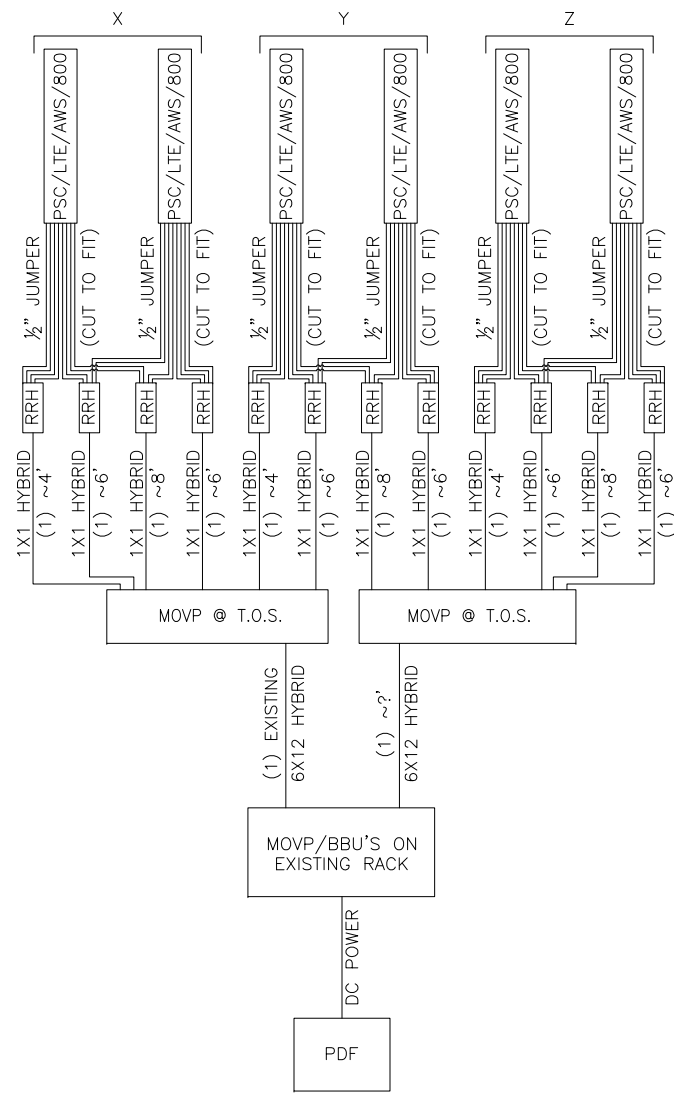 X
Y
Z
PSC/LTE/AWS/800
PSC/LTE/AWS/800
PSC/LTE/AWS/800
PSC/LTE/AWS/800
PSC/LTE/AWS/800
PSC/LTE/AWS/800
½" JUMPER
(CUT TO FIT)
½" JUMPER
(CUT TO FIT)
½" JUMPER
(CUT TO FIT)
½" JUMPER
(CUT TO FIT)
½" JUMPER
(CUT TO FIT)
½" JUMPER
(CUT TO FIT)
RRH
RRH
RRH
RRH
RRH
RRH
RRH
RRH
RRH
RRH
RRH
RRH
1X1 HYBRID
(1) ~4'
1X1 HYBRID
(1) ~6'
1X1 HYBRID
(1) ~8'
1X1 HYBRID
(1) ~6'
1X1 HYBRID
(1) ~4'
1X1 HYBRID
(1) ~6'
1X1 HYBRID
(1) ~8'
1X1 HYBRID
(1) ~6'
1X1 HYBRID
(1) ~4'
1X1 HYBRID
(1) ~6'
1X1 HYBRID
(1) ~8'
1X1 HYBRID
(1) ~6'
MOVP @ T.O.S.
MOVP @ T.O.S.
(1) EXISTING
6X12 HYBRID
(1) ~?'
6X12 HYBRID
MOVP/BBU'S ON
EXISTING RACK
DC POWER
PDF